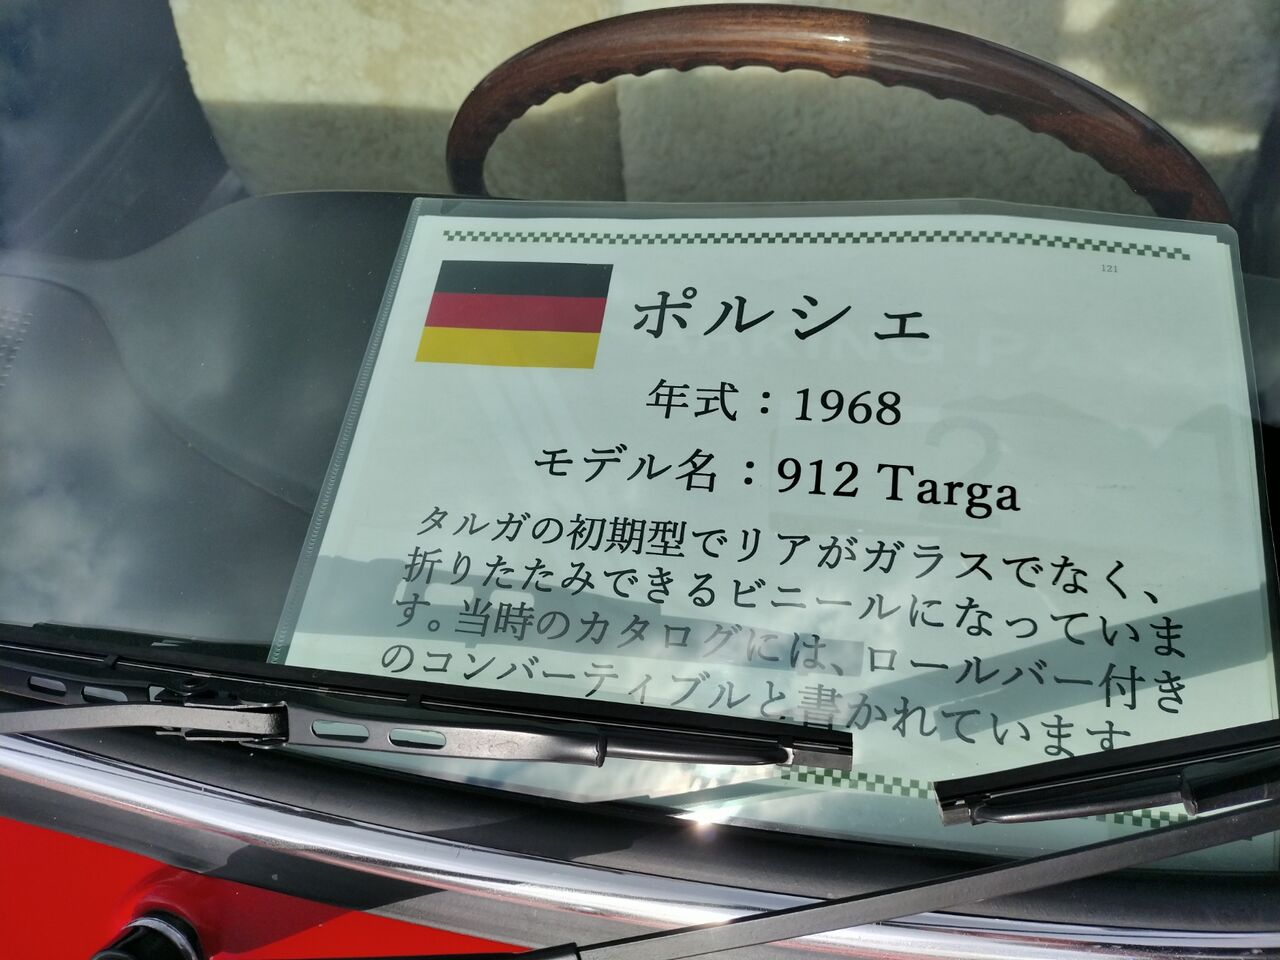 121
ポルシェ
年式：1968
モデル名：912 Targa
タルガの初期型でリアがガラスでなく、
折りたたみできるビニールになっていま
す。当時のカタログには、ロールバー付き
のコンバーティブルと書かれています